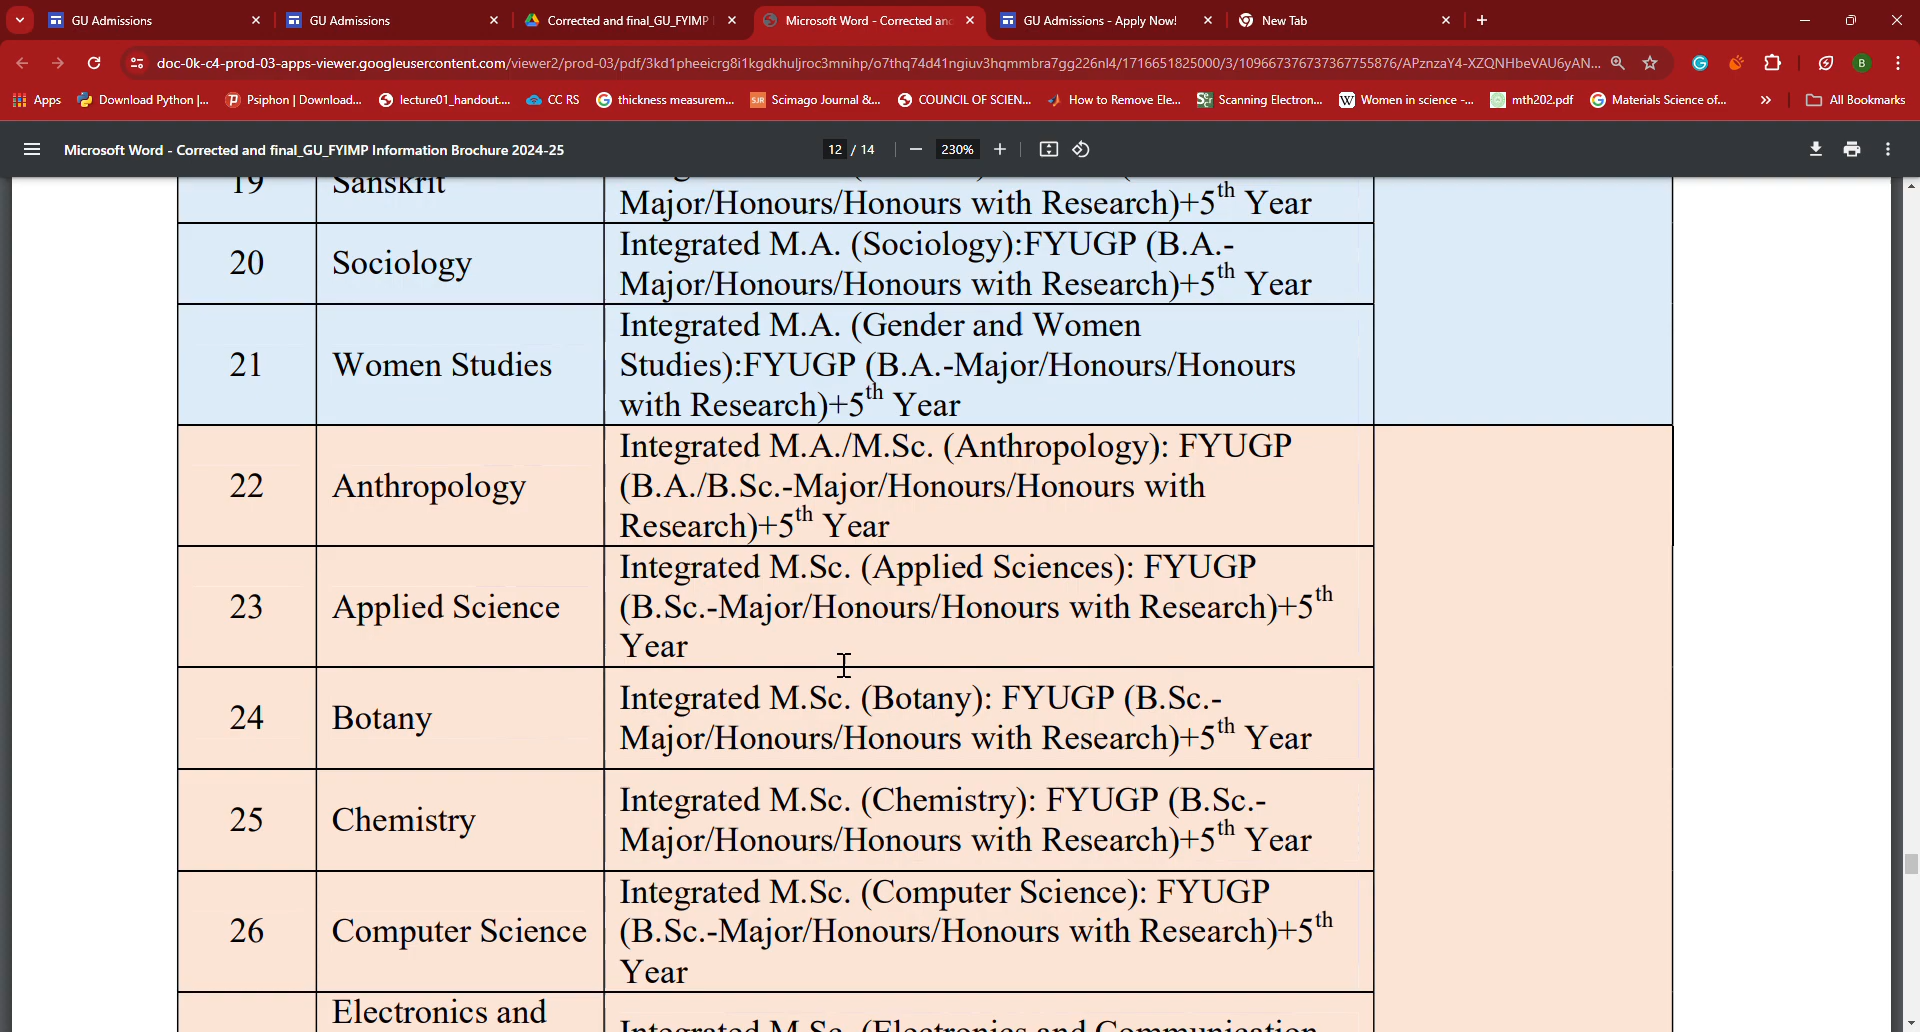 GU Admissions
GU Admissions
Corrected and final_GU_FYIMP
Microsoft Word - Corrected and
GU Admissions - Apply Now!
New Tab
doc-0k-c4-prod-03-apps-viewer.googleusercontent.com/viewer2/prod-03/pdf/3kd1pheeicrg8i1kgdkhuljroc3mnihp/o7thq74d41ngiuv3hqmmbra7gg226nl4/1716651825000/3/109667376737367755876/APznzaY4-XZQNHbeVAU6yAN...
B
Apps
Download Python |...
Psiphon | Download...
lecture01_handout....
CC RS
thickness measurem...
Scimago Journal &...
COUNCIL OF SCIEN...
How to Remove Ele...
Scanning Electron...
Women in science -...
mth202.pdf
Materials Science of...
All Bookmarks
Microsoft Word - Corrected and final_GU_FYIMP Information Brochure 2024-25
12 / 14
230%
19 Sanskrit
Major/Honours/Honours with Research)+5th Year
20 Sociology
Integrated M.A. (Sociology):FYUGP (B.A.-
Major/Honours/Honours with Research)+5th Year
21 Women Studies
Integrated M.A. (Gender and Women
Studies):FYUGP (B.A.-Major/Honours/Honours
with Research)+5th Year
22 Anthropology
Integrated M.A./M.Sc. (Anthropology): FYUGP
(B.A./B.Sc.-Major/Honours/Honours with
Research)+5th Year
23 Applied Science
Integrated M.Sc. (Applied Sciences): FYUGP
(B.Sc.-Major/Honours/Honours with Research)+5th
Year
24 Botany
Integrated M.Sc. (Botany): FYUGP (B.Sc.-
Major/Honours/Honours with Research)+5th Year
25 Chemistry
Integrated M.Sc. (Chemistry): FYUGP (B.Sc.-
Major/Honours/Honours with Research)+5th Year
26 Computer Science
Integrated M.Sc. (Computer Science): FYUGP
(B.Sc.-Major/Honours/Honours with Research)+5th
Year
Electronics and
Integrated M.Sc. (Electronics and Communication